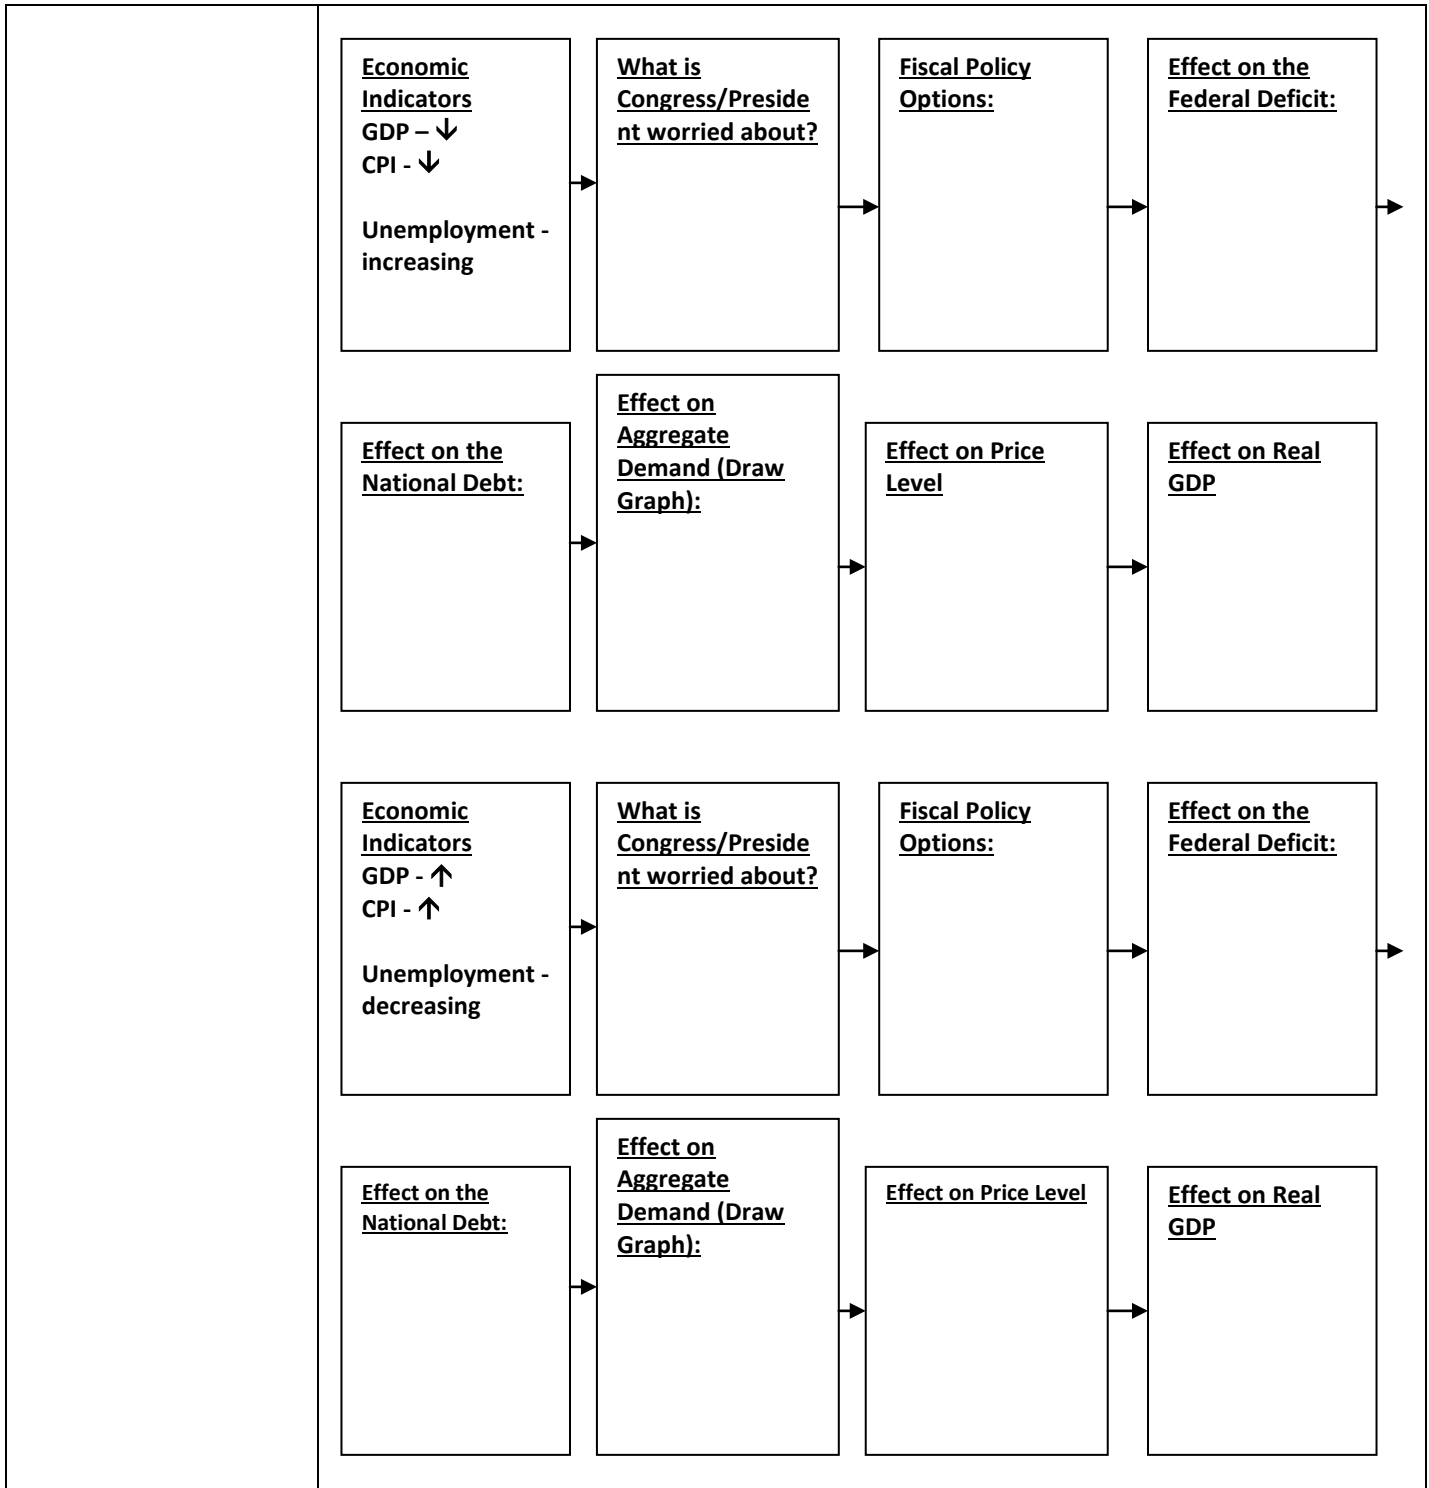 Economic
Indicators
GDP – ↓
CPI - ↓
Unemployment -
increasing
What is
Congress/Preside
nt worried about?
Fiscal Policy
Options:
Effect on the
Federal Deficit:
Effect on the
National Debt:
Effect on
Aggregate
Demand (Draw
Graph):
Effect on Price
Level
Effect on Real
GDP
Economic
Indicators
GDP - ↑
CPI - ↑
Unemployment -
decreasing
What is
Congress/Preside
nt worried about?
Fiscal Policy
Options:
Effect on the
Federal Deficit:
Effect on the
National Debt:
Effect on
Aggregate
Demand (Draw
Graph):
Effect on Price Level
Effect on Real
GDP